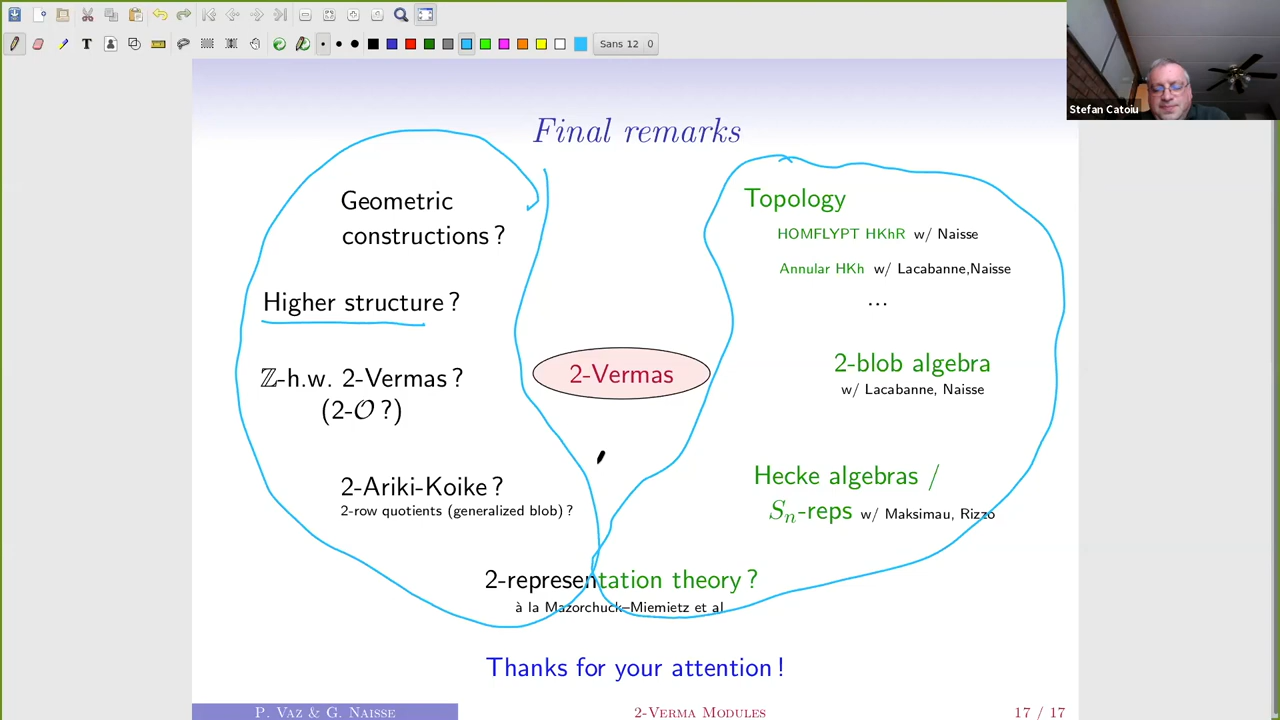 Sans 12 0
Stefan Catoiu
Final remarks
Geometric
constructions ?
Higher structure ?
ℤ-h.w. 2-Vermas ?
(2-𝒪 ?)
2-Ariki-Koike ?
2-row quotients (generalized blob) ?
2-Vermas
Topology
HOMFLYPT HKhR w/ Naisse
Annular HKh w/ Lacabanne,Naisse
...
2-blob algebra
w/ Lacabanne, Naisse
Hecke algebras /
Sn-reps w/ Maksimau, Rizzo
2-representation theory ?
à la Mazorchuck–Miemietz et al
Thanks for your attention !
P. Vaz & G. Naisse
2-Verma Modules
17 / 17